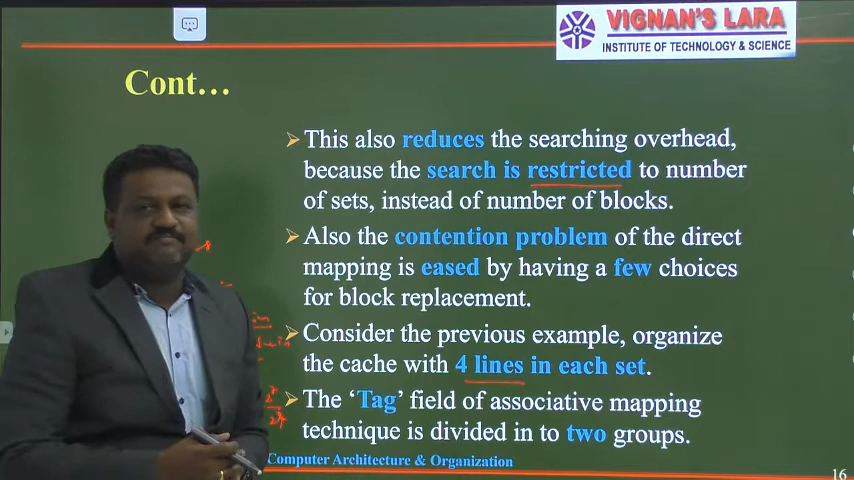 VIGNAN'S LARA
INSTITUTE OF TECHNOLOGY & SCIENCE
Cont…
This also reduces the searching overhead,
because the search is restricted to number
of sets, instead of number of blocks.
Also the contention problem of the direct
mapping is eased by having a few choices
for block replacement.
Consider the previous example, organize
the cache with 4 lines in each set.
The ‘Tag’ field of associative mapping
technique is divided in to two groups.
Computer Architecture & Organization
16